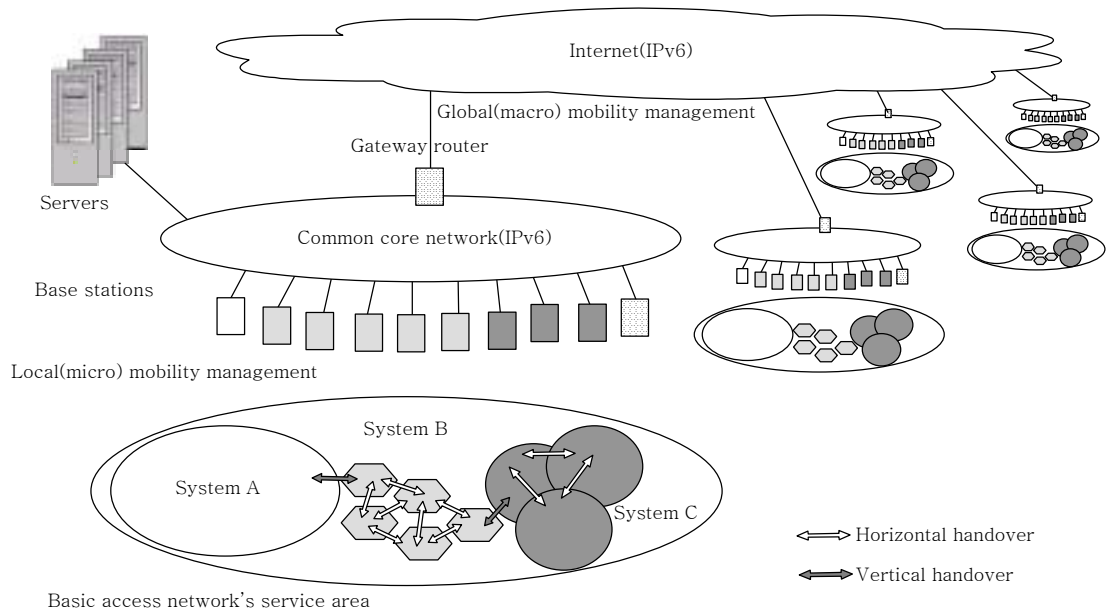 Internet(IPv6)
Global(macro) mobility management
Gateway router
Servers
Common core network(IPv6)
Base stations
Local(micro) mobility management
System B
System A
System C
Horizontal handover
Vertical handover
Basic access network's service area